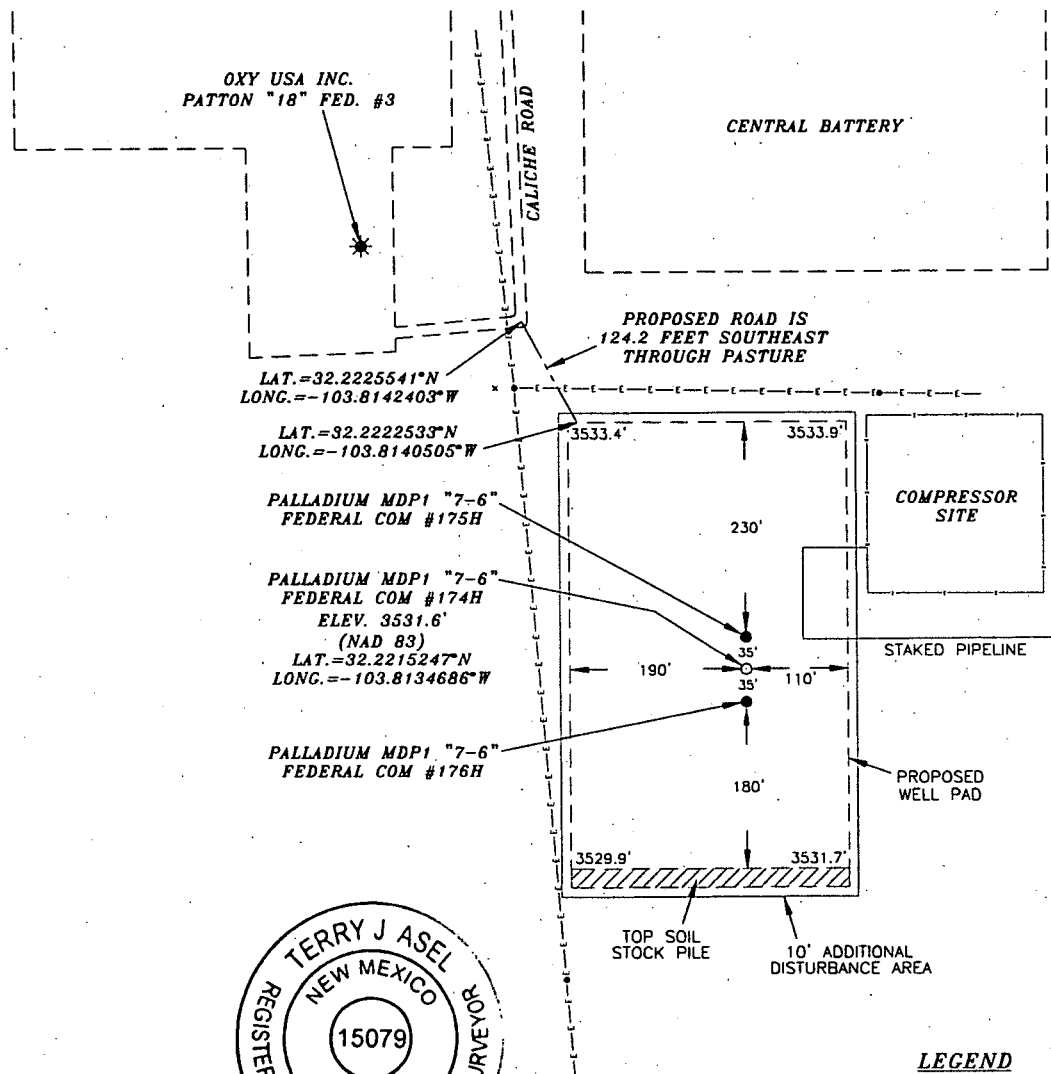 OXY USA INC.
PATTON "18" FED. #3
CALICHE ROAD
CENTRAL BATTERY
PROPOSED ROAD IS
124.2 FEET SOUTHEAST
THROUGH PASTURE
LAT.=32.2225541°N
LONG.=-103.8142403°W
LAT.=32.2222533°N
LONG.=-103.8140505°W
3533.4'
3533.9'
COMPRESSOR
SITE
PALLADIUM MDP1 "7-6"
FEDERAL COM #175H
230'
PALLADIUM MDP1 "7-6"
FEDERAL COM #174H
ELEV. 3531.6'
(NAD 83)
LAT.=32.2215247°N
LONG.=-103.8134686°W
35'
190'
110'
35'
STAKED PIPELINE
PALLADIUM MDP1 "7-6"
FEDERAL COM #176H
180'
PROPOSED
WELL PAD
3529.9'
3531.7'
TOP SOIL
STOCK PILE
10' ADDITIONAL
DISTURBANCE AREA
TERRY J ASEL
NEW MEXICO
15079
LEGEND